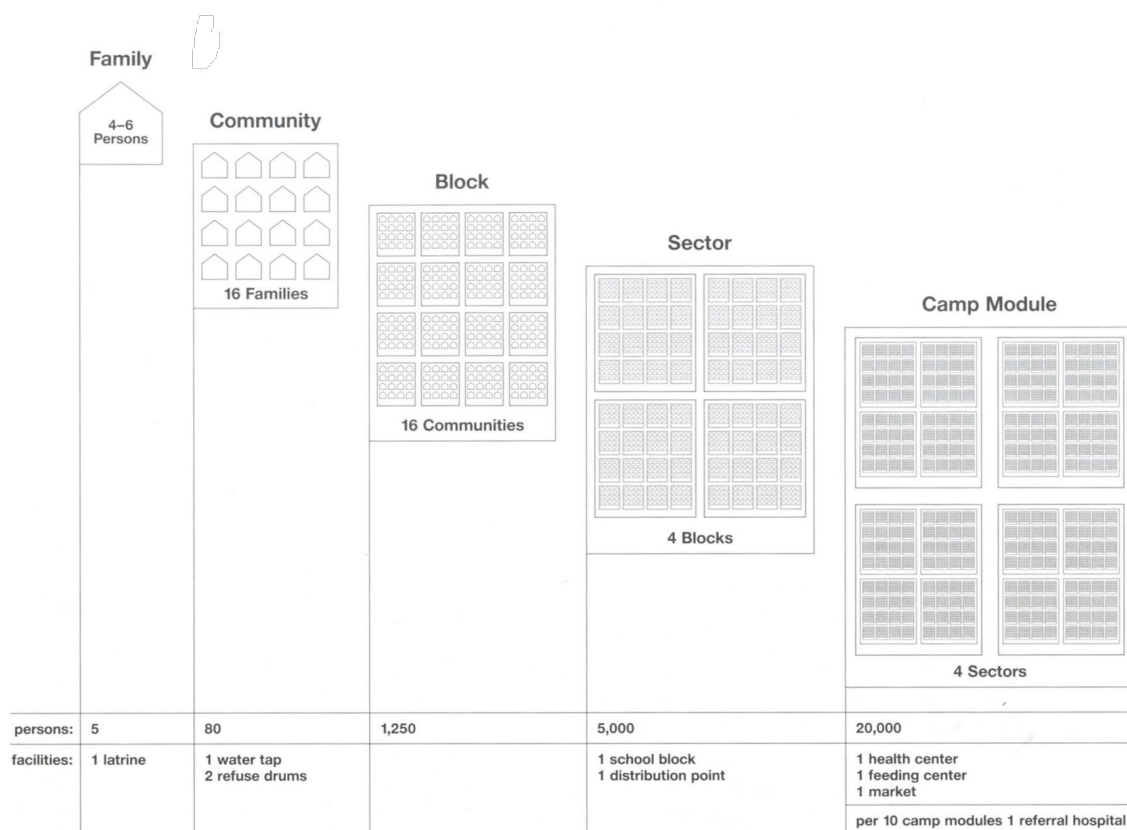 Family
4–6
Persons
Community
16 Families
Block
16 Communities
Sector
4 Blocks
Camp Module
4 Sectors
persons: 5 80 1,250 5,000 20,000
facilities: 1 latrine 1 water tap 1 school block 1 health center
2 refuse drums 1 distribution point 1 feeding center
1 market
per 10 camp modules 1 referral hospital